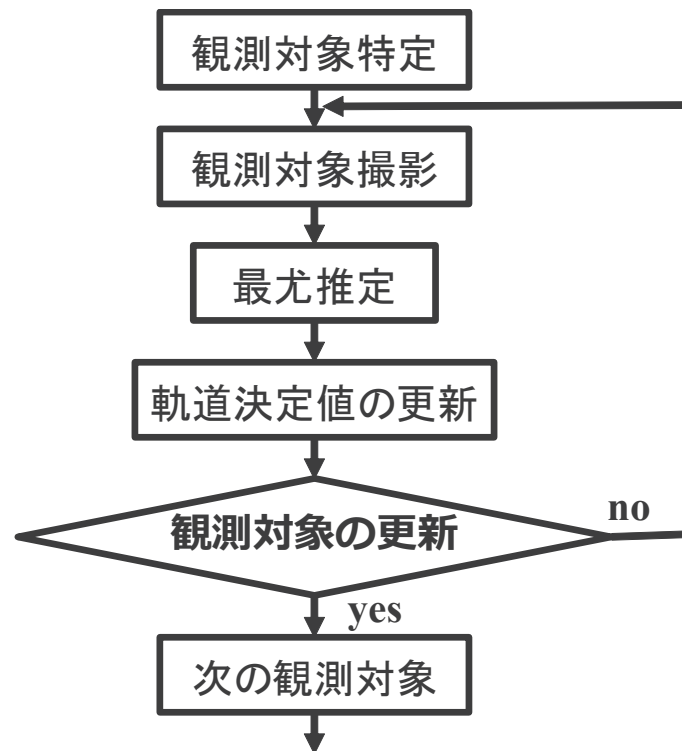 観測対象特定
観測対象撮影
最尤推定
軌道決定値の更新
観測対象の更新
no
yes
次の観測対象